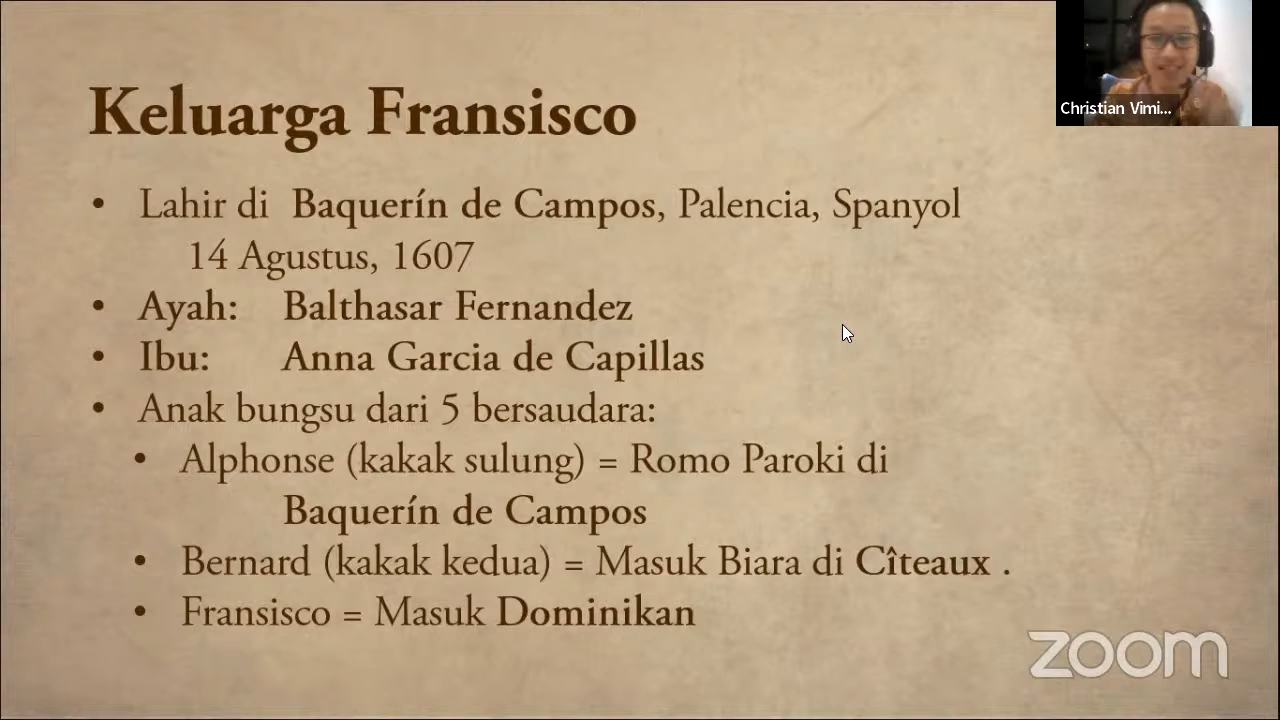 Keluarga Fransisco
Christian Vimi...
• Lahir di Baquerín de Campos, Palencia, Spanyol
14 Agustus, 1607
• Ayah: Balthasar Fernandez
• Ibu: Anna Garcia de Capillas
• Anak bungsu dari 5 bersaudara:
• Alphonse (kakak sulung) = Romo Paroki di
Baquerín de Campos
• Bernard (kakak kedua) = Masuk Biara di Cîteaux .
• Fransisco = Masuk Dominikan
zoom